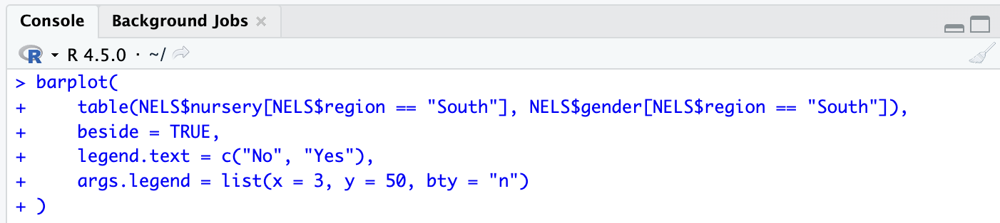 Console Background Jobs
R 4.5.0 · ~/
> barplot(
+     table(NELS$nursery[NELS$region == "South"], NELS$gender[NELS$region == "South"]),
+     beside = TRUE,
+     legend.text = c("No", "Yes"),
+     args.legend = list(x = 3, y = 50, bty = "n")
+ )